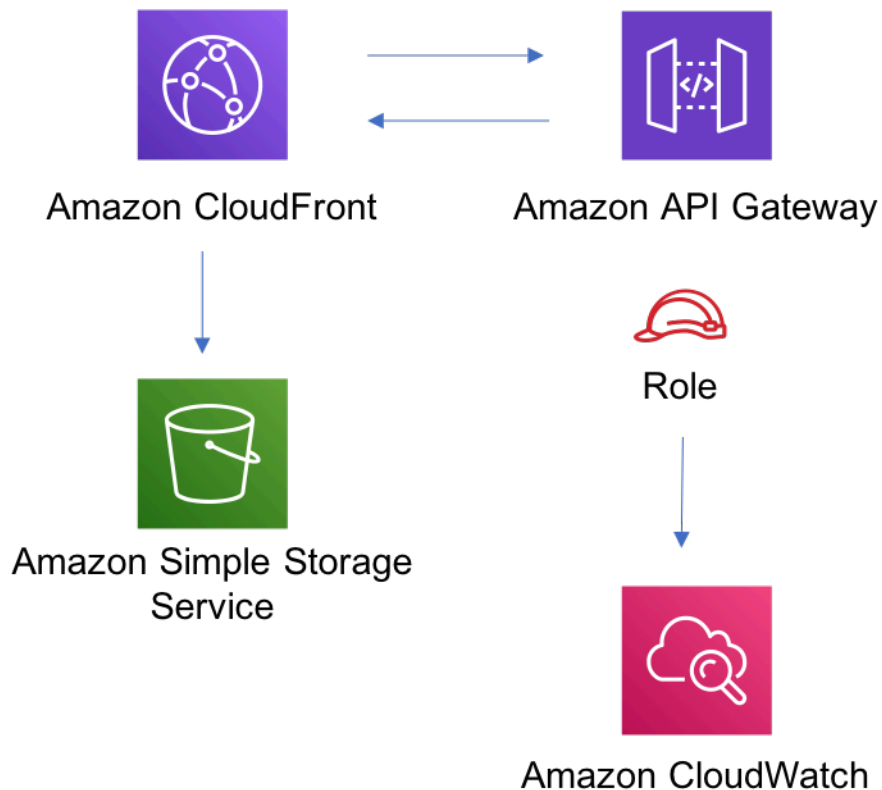 Amazon CloudFront
Amazon API Gateway
Role
Amazon Simple Storage
Service
Amazon CloudWatch